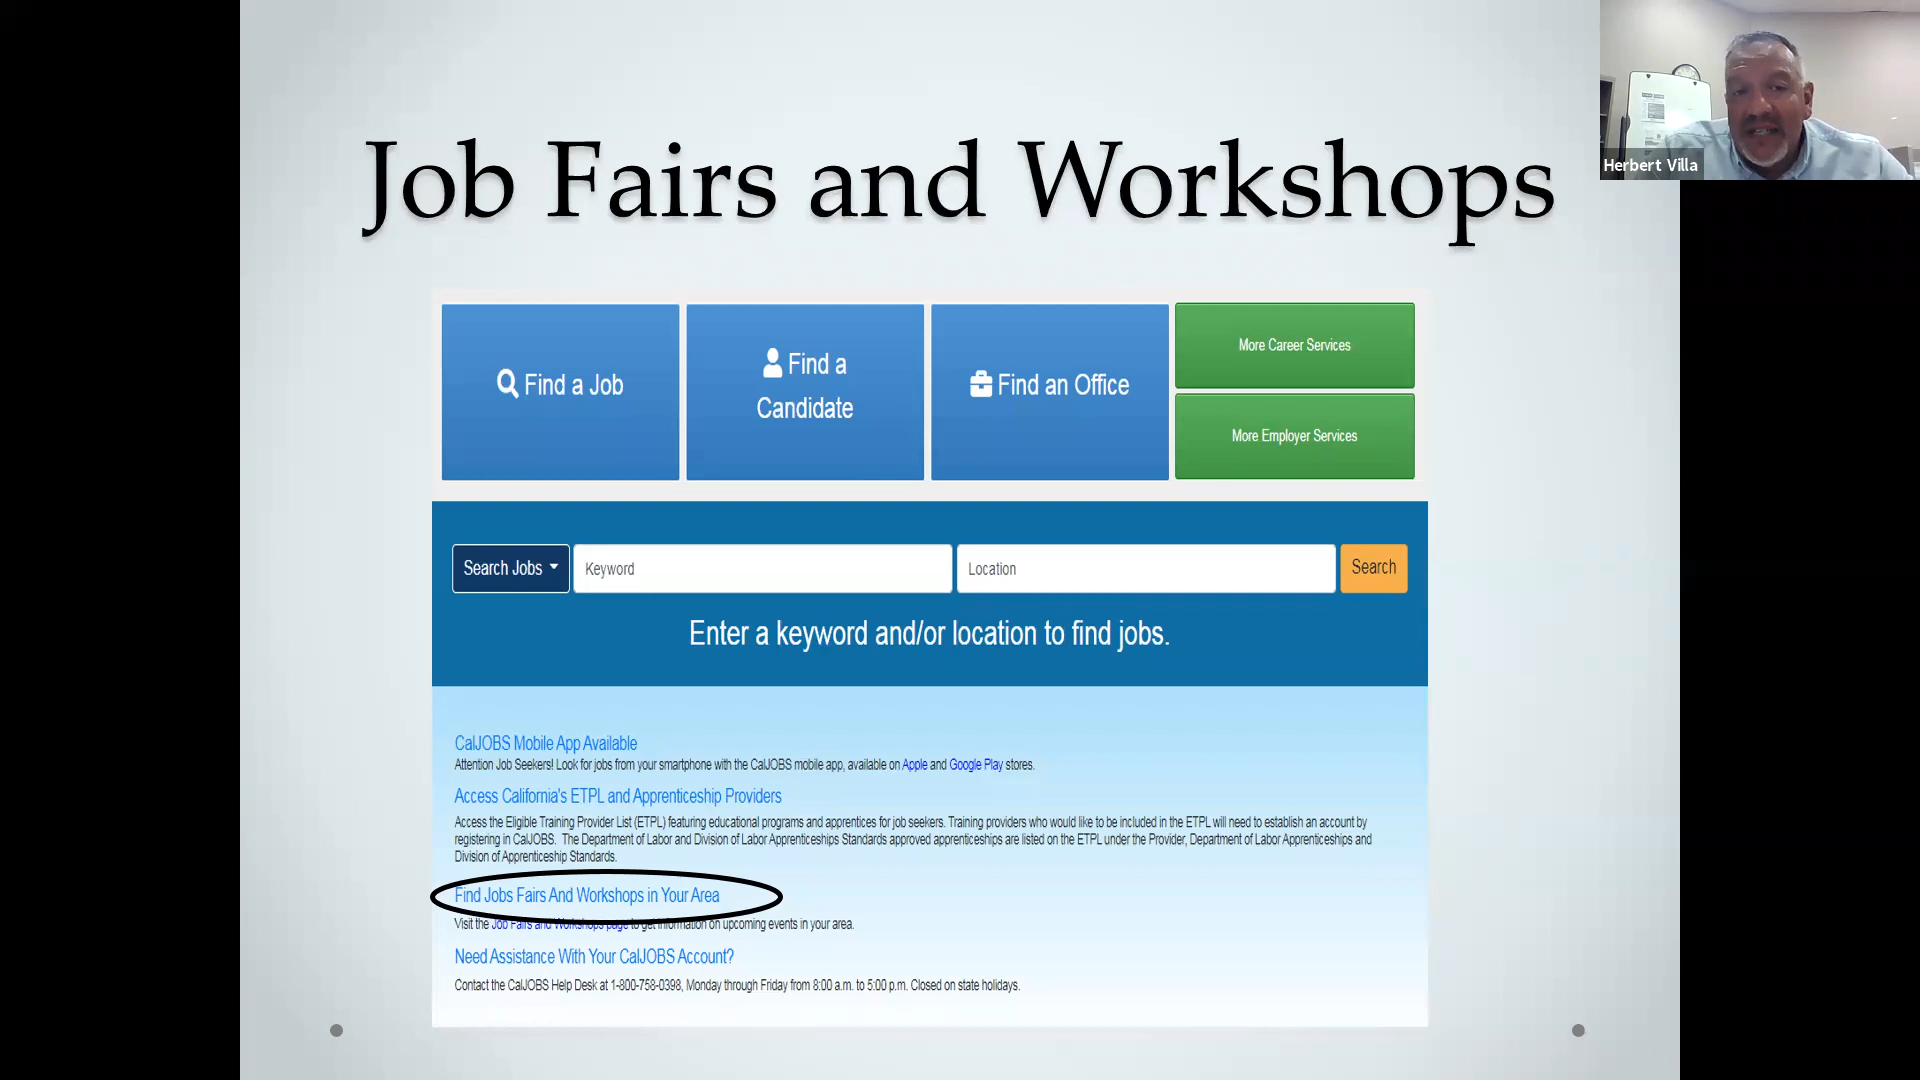 Job Fairs and Workshops
Herbert Villa
Find a Job
Find a
Candidate
Find an Office
More Career Services
More Employer Services
Search Jobs
Keyword
Location
Search
Enter a keyword and/or location to find jobs.
CalJOBS Mobile App Available
Attention Job Seekers! Look for jobs from your smartphone with the CalJOBS mobile app, available on Apple and Google Play stores.
Access California's ETPL and Apprenticeship Providers
Access the Eligible Training Provider List (ETPL) featuring educational programs and apprentices for job seekers. Training providers who would like to be included in the ETPL will need to establish an account by
registering in CalJOBS. The Department of Labor and Division of Labor Apprenticeships Standards approved apprenticeships are listed on the ETPL under the Provider, Department of Labor Apprenticeships and
Division of Apprenticeship Standards.
Find Jobs Fairs And Workshops in Your Area
Visit the Job Fairs and Workshops page to get information on upcoming events in your area.
Need Assistance With Your CalJOBS Account?
Contact the CalJOBS Help Desk at 1-800-758-0398, Monday through Friday from 8:00 a.m. to 5:00 p.m. Closed on state holidays.